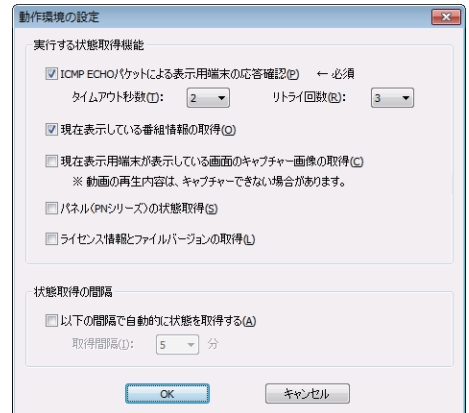 動作環境の設定
実行する状態取得機能
ICMP ECHOパケットによる表示用端末の応答確認(P) ← 必須
タイムアウト秒数(T): 2 リトライ回数(R): 3
現在表示している番組情報の取得(O)
現在表示用端末が表示している画面のキャプチャー画像の取得(C)
※ 動画の再生内容は、キャプチャーできない場合があります。
パネル(PNシリーズ)の状態取得(S)
ライセンス情報とファイルバージョンの取得(L)
状態取得の間隔
以下の間隔で自動的に状態を取得する(A)
取得間隔(I): 5 分
OK キャンセル